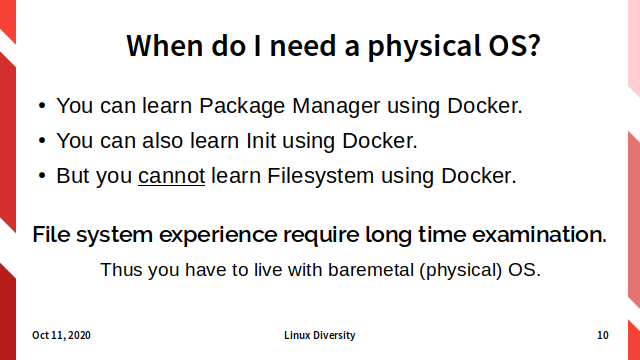 When do I need a physical OS?
• You can learn Package Manager using Docker.
• You can also learn Init using Docker.
• But you cannot learn Filesystem using Docker.
File system experience require long time examination.
Thus you have to live with baremetal (physical) OS.
Oct 11, 2020
Linux Diversity
10